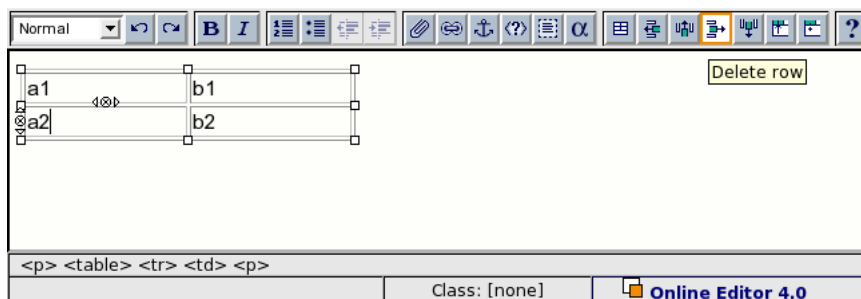 Normal B I α ?
Delete row
a1 b1
a2 b2
<p> <table> <tr> <td> <p>
Class: [none] Online Editor 4.0